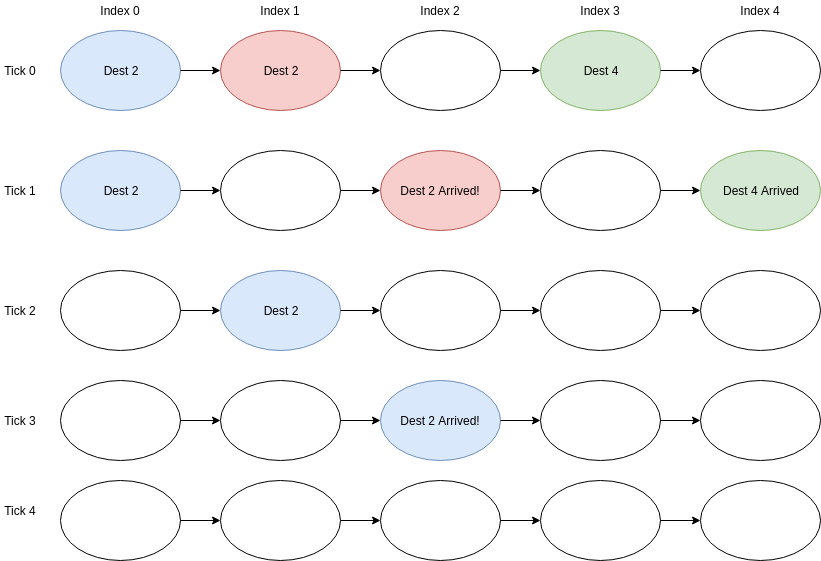 Index 0
Index 1
Index 2
Index 3
Index 4
Tick 0
Dest 2
Dest 2
Dest 4
Tick 1
Dest 2
Dest 2 Arrived!
Dest 4 Arrived
Tick 2
Dest 2
Tick 3
Dest 2 Arrived!
Tick 4